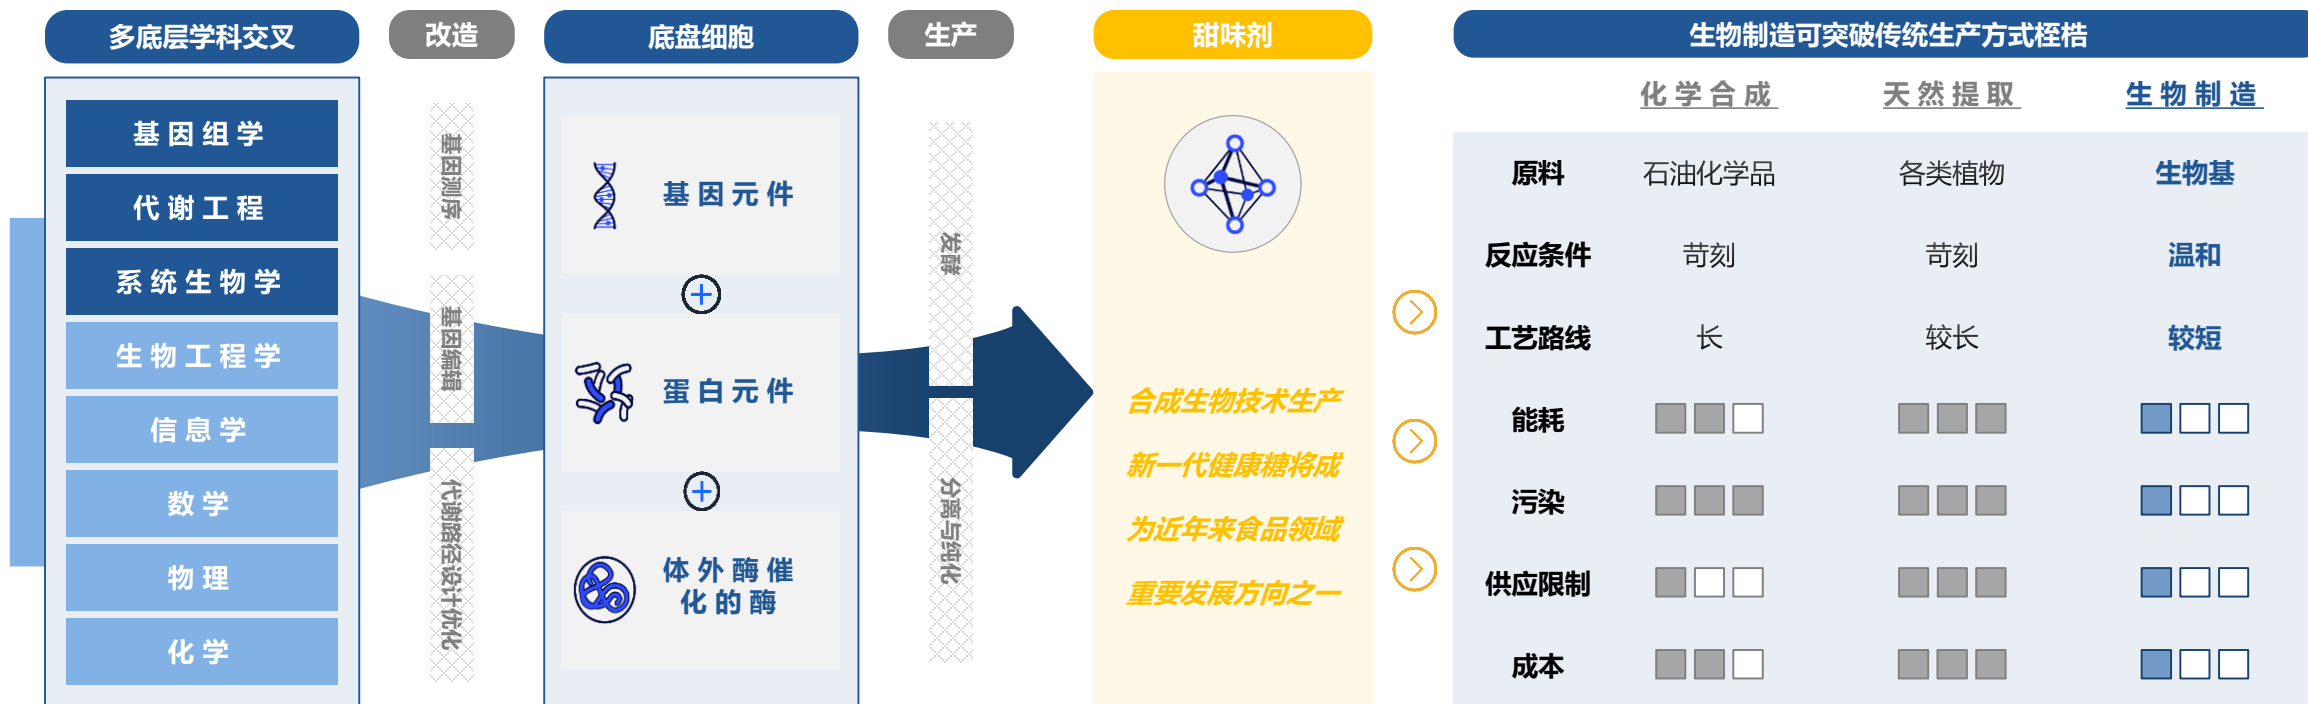 多底层学科交叉
改造
底盘细胞
生产
甜味剂
生物制造可突破传统生产方式桎梏
基因组学
代谢工程
系统生物学
生物工程学
信息学
数学
物理
化学
基因测序
基因编辑
代谢路径设计优化
基因元件
蛋白元件
体外酶催
化的酶
发酵
分离与纯化
合成生物技术生产
新一代健康糖将成
为近年来食品领域
重要发展方向之一
化学合成 天然提取 生物制造
原料 石油化学品 各类植物 生物基
反应条件 苛刻 苛刻 温和
工艺路线 长 较长 较短
能耗
污染
供应限制
成本